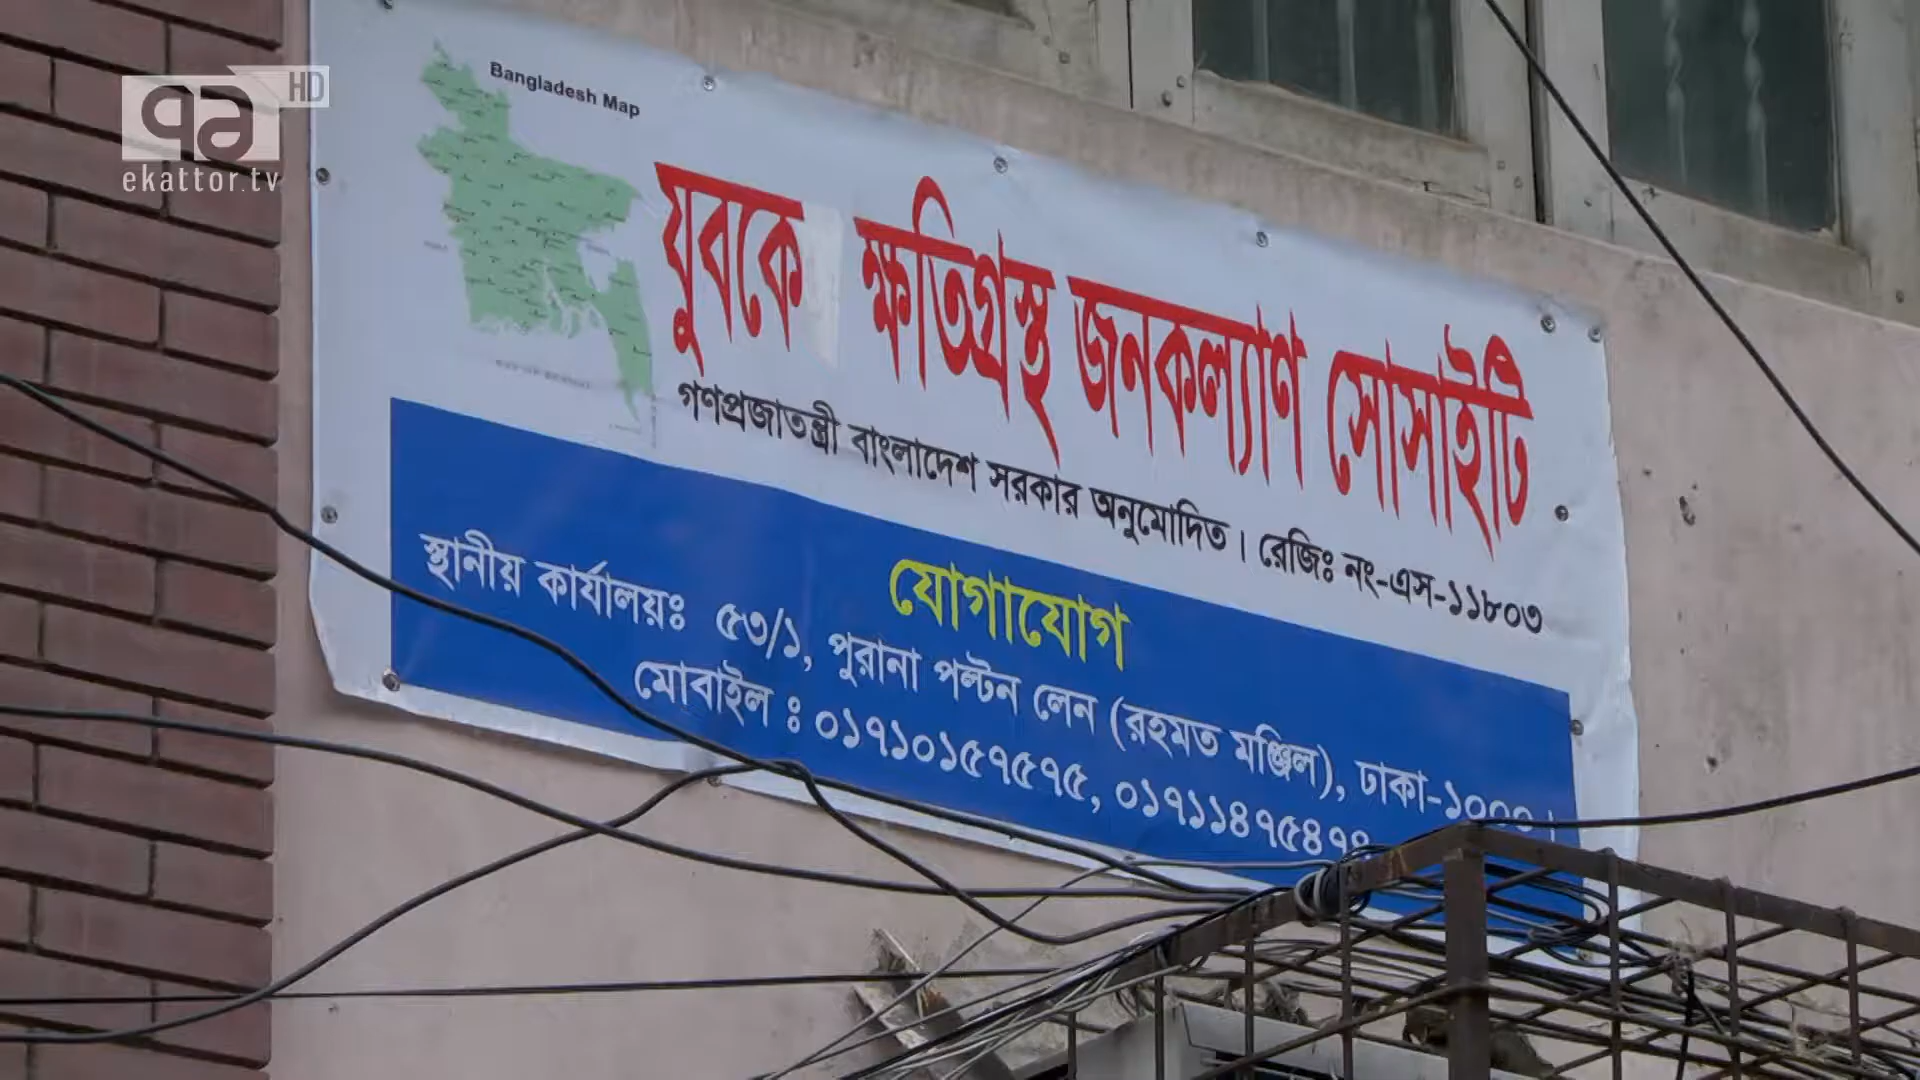 HD
ekattor.tv
Bangladesh Map
যুবকে ক্ষতিগ্রস্থ জনকল্যাণ সোসাইটি
গণপ্রজাতন্ত্রী বাংলাদেশ সরকার অনুমোদিত। রেজিঃ নং-এস-১১৮০৩
যোগাযোগ
স্থানীয় কার্যালয়ঃ ৫৩/১, পুরানা পল্টন লেন (রহমত মঞ্জিল), ঢাকা-১০০০।
মোবাইল ঃ ০১৭১০১৫৭৫৭৫,